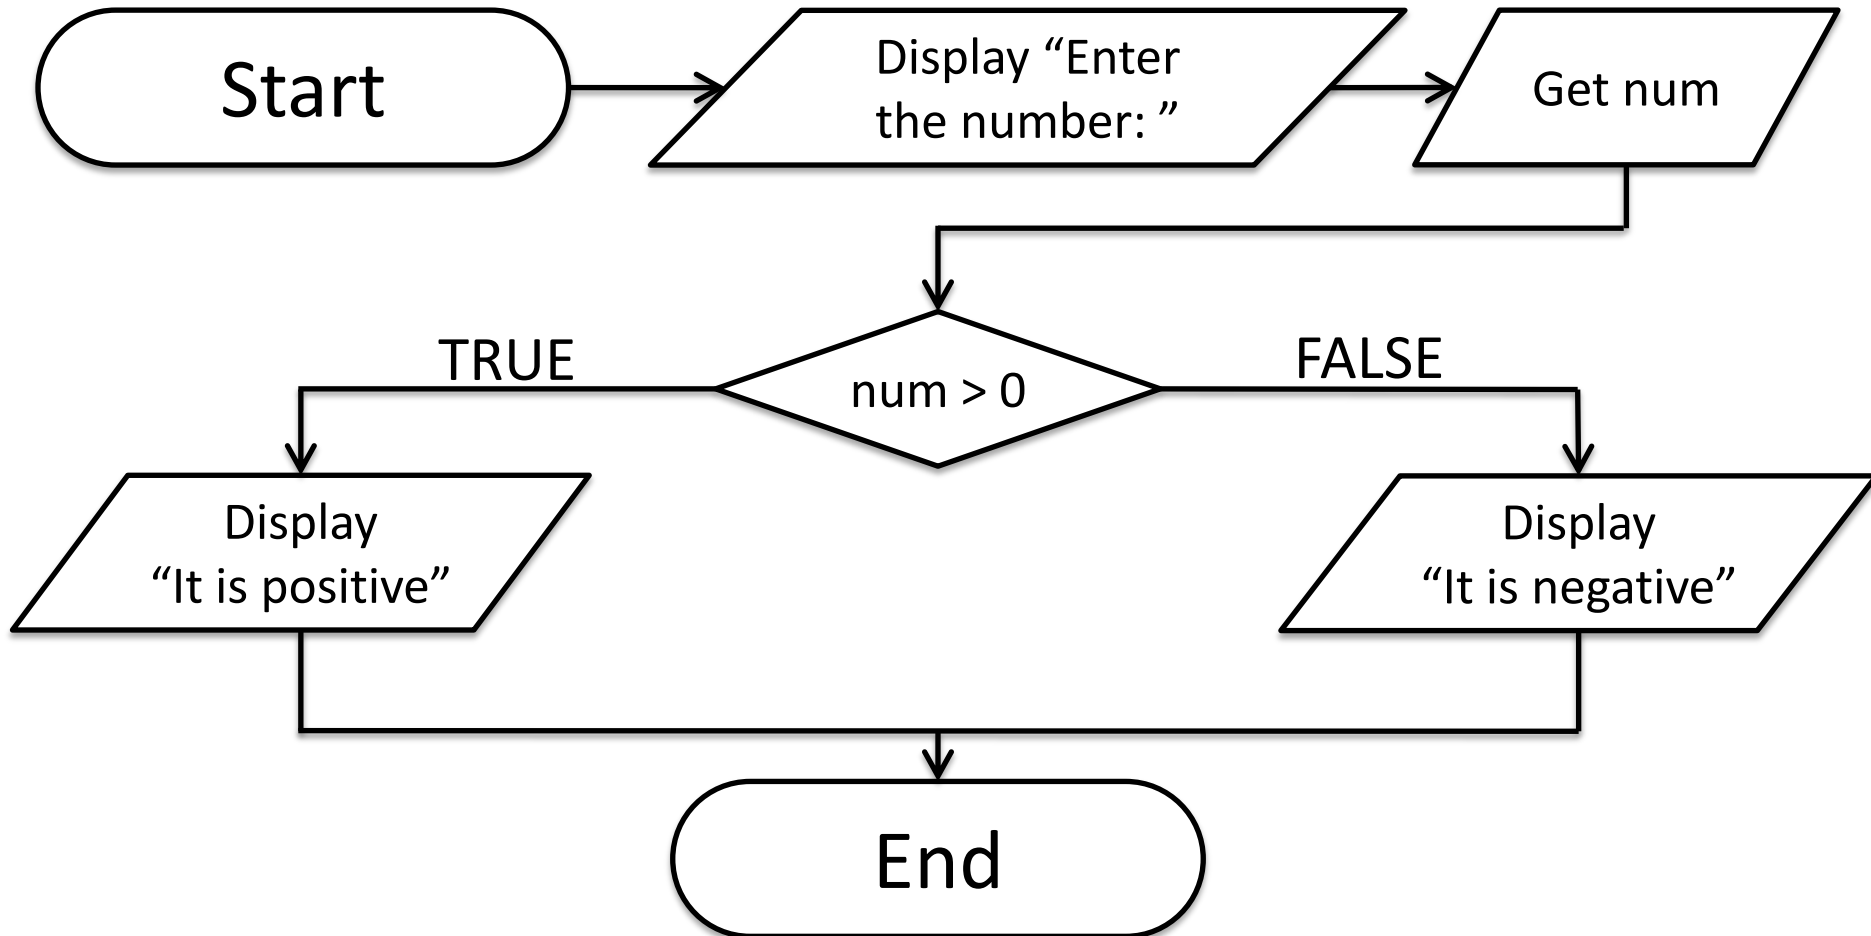 Start
Display “Enter
the number: ”
Get num
TRUE
num > 0
FALSE
Display
“It is positive”
Display
“It is negative”
End